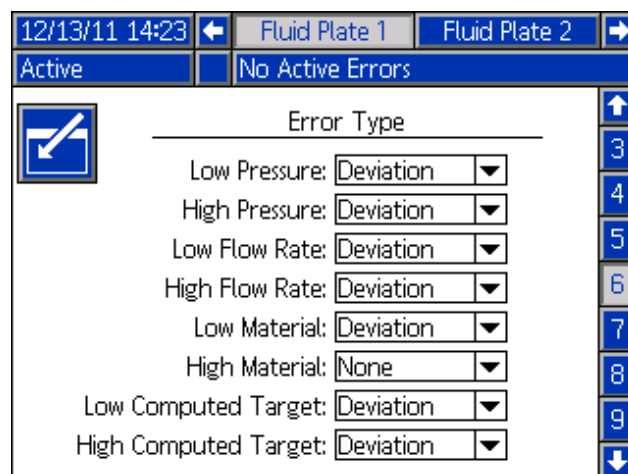 12/13/11 14:23 Fluid Plate 1 Fluid Plate 2
Active No Active Errors
Error Type
3
Low Pressure: Deviation
4
High Pressure: Deviation
5
Low Flow Rate: Deviation
6
High Flow Rate: Deviation
7
Low Material: Deviation
8
High Material: None
9
Low Computed Target: Deviation
High Computed Target: Deviation